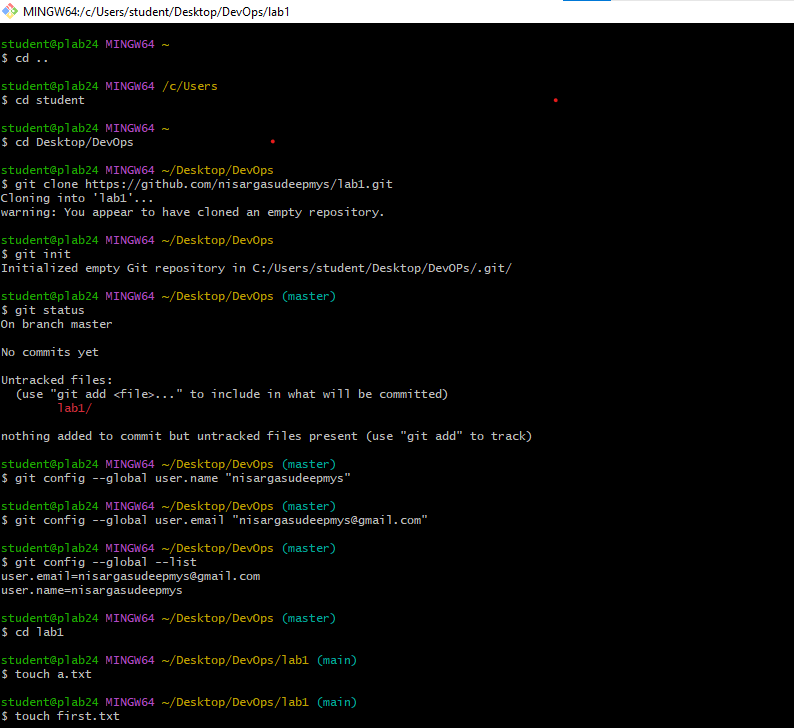 MINGW64:/c/Users/student/Desktop/DevOps/lab1
student@plab24 MINGW64 ~
$ cd ..
student@plab24 MINGW64 /c/Users
$ cd student
student@plab24 MINGW64 ~
$ cd Desktop/DevOps
student@plab24 MINGW64 ~/Desktop/DevOps
$ git clone https://github.com/nisargasudeepmys/lab1.git
Cloning into 'lab1'...
warning: You appear to have cloned an empty repository.
student@plab24 MINGW64 ~/Desktop/DevOps
$ git init
Initialized empty Git repository in C:/Users/student/Desktop/DevOPs/.git/
student@plab24 MINGW64 ~/Desktop/DevOps (master)
$ git status
On branch master
No commits yet
Untracked files:
  (use "git add <file>..." to include in what will be committed)
        lab1/
nothing added to commit but untracked files present (use "git add" to track)
student@plab24 MINGW64 ~/Desktop/DevOps (master)
$ git config --global user.name "nisargasudeepmys"
student@plab24 MINGW64 ~/Desktop/DevOps (master)
$ git config --global user.email "nisargasudeepmys@gmail.com"
student@plab24 MINGW64 ~/Desktop/DevOps (master)
$ git config --global --list
user.email=nisargasudeepmys@gmail.com
user.name=nisargasudeepmys
student@plab24 MINGW64 ~/Desktop/DevOps (master)
$ cd lab1
student@plab24 MINGW64 ~/Desktop/DevOps/lab1 (main)
$ touch a.txt
student@plab24 MINGW64 ~/Desktop/DevOps/lab1 (main)
$ touch first.txt